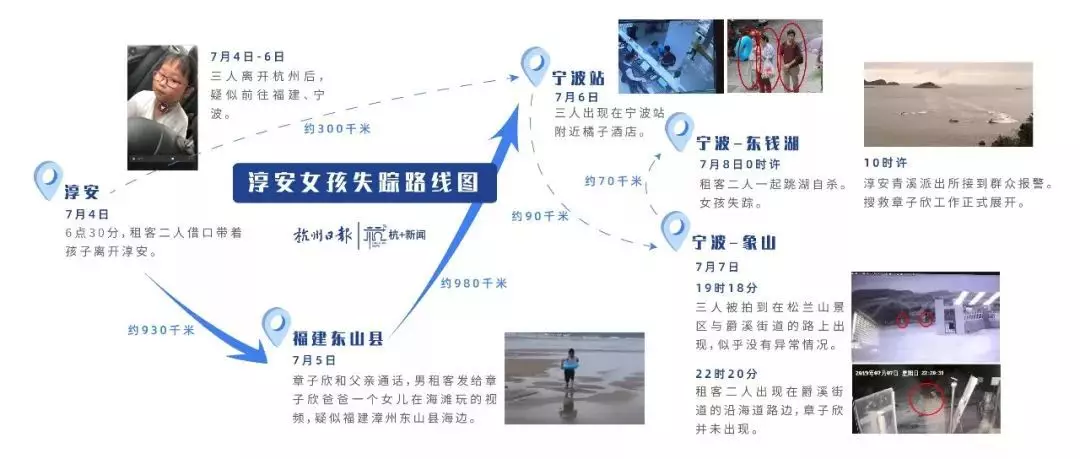 7月4日-6日
三人离开杭州后,
疑似前往福建、宁
波。
约300千米
宁波站
7月6日
三人出现在宁波站
附近橘子酒店。
宁波-东钱湖
7月8日0时许
租客二人一起跳湖自杀。
女孩失踪。
10时许
淳安青溪派出所接到群众报警。
搜救章子欣工作正式展开。
淳安女孩失踪路线图
杭州日报 杭+新闻
淳安
7月4日
6点30分,租客二人借口带着
孩子离开淳安。
约70千米
约90千米
约980千米
约930千米
宁波-象山
7月7日
19时18分
三人被拍到在松兰山景
区与爵溪街道的路上出
现,似乎没有异常情况。
22时20分
租客二人出现在爵溪街
道的沿海道路边,章子欣
并未出现。
2019年07月07日 星期日 22:20:31
福建东山县
7月5日
章子欣和父亲通话,男租客发给章
子欣爸爸一个女儿在海滩玩的视
频,疑似福建漳州东山县海边。